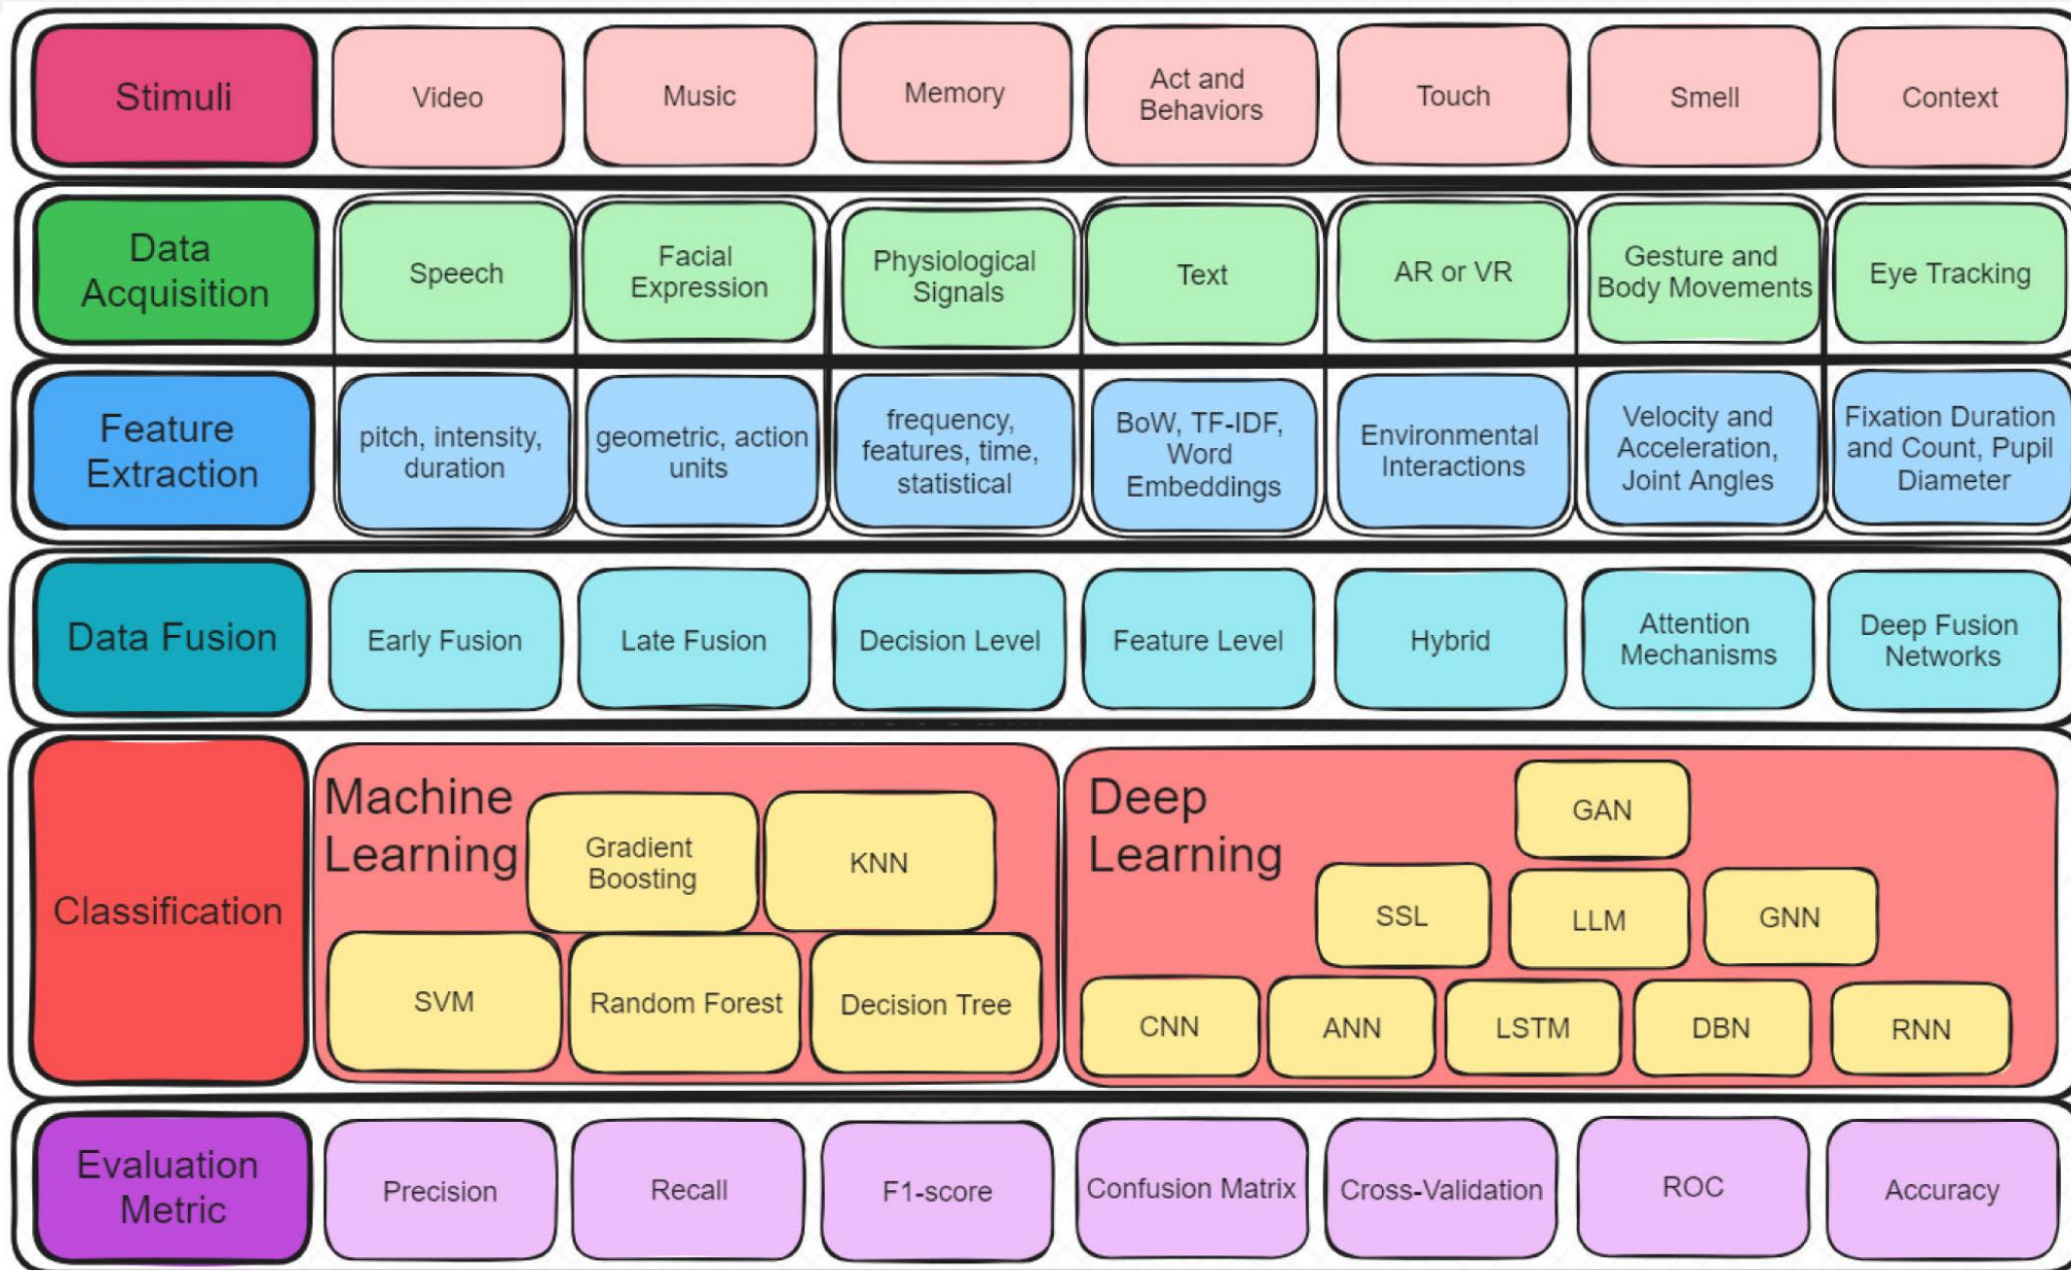 Stimuli
Video
Music
Memory
Act and
Behaviors
Touch
Smell
Context
Data
Acquisition
Speech
Facial
Expression
Physiological
Signals
Text
AR or VR
Gesture and
Body Movements
Eye Tracking
Feature
Extraction
pitch, intensity,
duration
geometric, action
units
frequency,
features, time,
statistical
BoW, TF-IDF,
Word
Embeddings
Environmental
Interactions
Velocity and
Acceleration,
Joint Angles
Fixation Duration
and Count, Pupil
Diameter
Data Fusion
Early Fusion
Late Fusion
Decision Level
Feature Level
Hybrid
Attention
Mechanisms
Deep Fusion
Networks
Classification
Machine
Learning
Gradient
Boosting
KNN
SVM
Random Forest
Decision Tree
Deep
Learning
GAN
SSL
LLM
GNN
CNN
ANN
LSTM
DBN
RNN
Evaluation
Metric
Precision
Recall
F1-score
Confusion Matrix
Cross-Validation
ROC
Accuracy